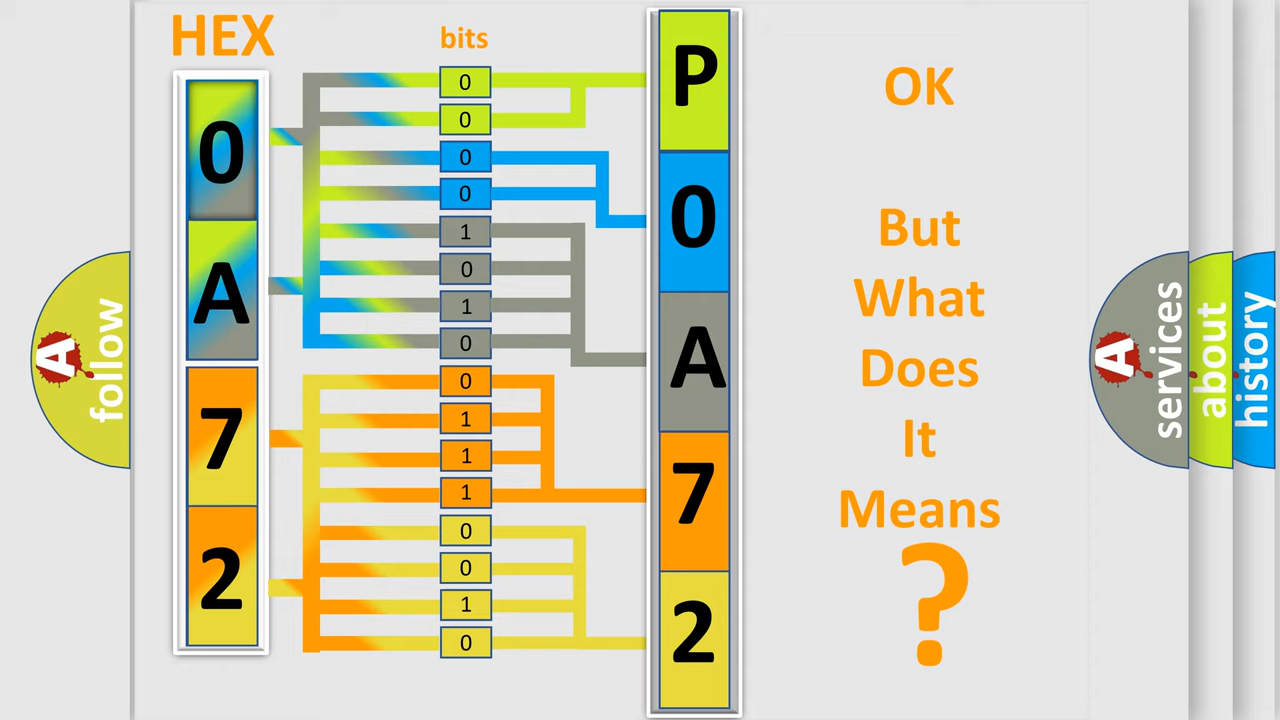 HEX
bits
0
A
7
2
0
0
0
0
1
0
1
0
0
1
1
1
0
0
1
0
P
0
A
7
2
OK
But
What
Does
It
Means
?
A
follow
A
services
about
history